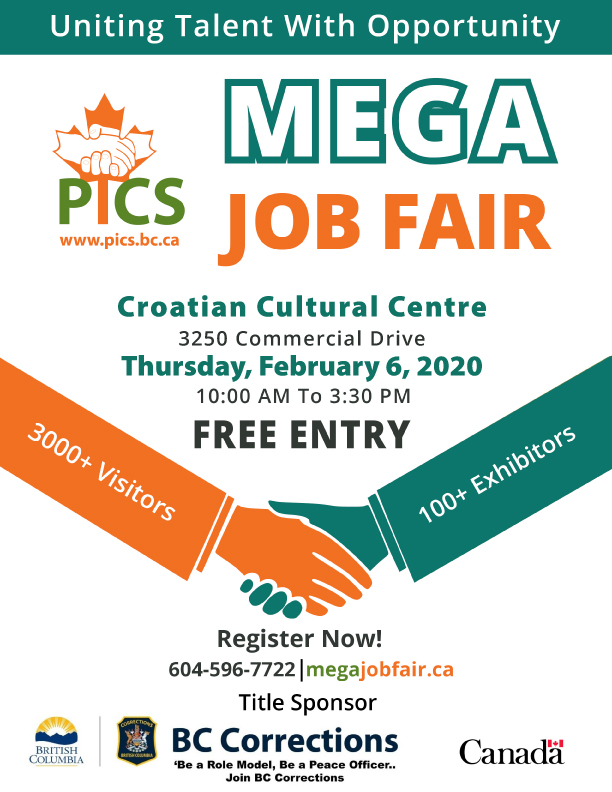 Uniting Talent With Opportunity
MEGA
JOB FAIR
PICS
www.pics.bc.ca
Croatian Cultural Centre
3250 Commercial Drive
Thursday, February 6, 2020
10:00 AM To 3:30 PM
FREE ENTRY
3000+ Visitors
100+ Exhibitors
Register Now!
604-596-7722|megajobfair.ca
Title Sponsor
BRITISH
COLUMBIA
CORRECTIONS
BRITISH COLUMBIA
BC Corrections
'Be a Role Model, Be a Peace Officer..
Join BC Corrections
Canada